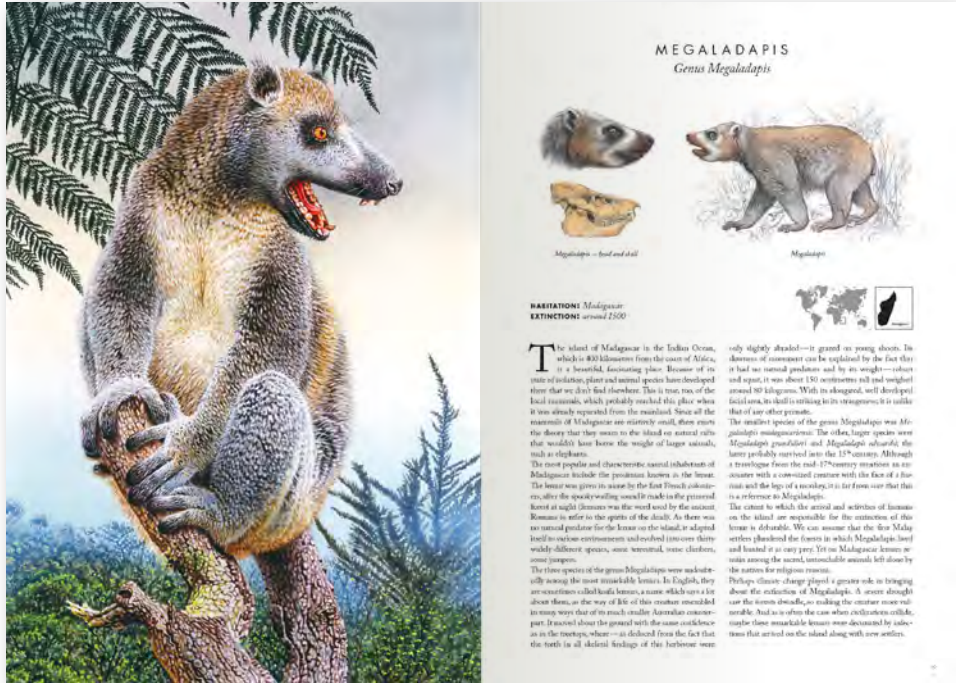 MEGALADAPIS
Genus Megaladapis
Megaladapis — head and skull
Megaladapis
HABITATION: Madagascar
EXTINCTION: around 1500
The island of Madagascar in the Indian Ocean,
which is 400 kilometres from the coast of Africa,
is a beautiful, fascinating place. Because of its
state of isolation, plant and animal species have developed
there that we don't find elsewhere. This is true, too, of the
local mammals, which probably reached this place when
it was already separated from the mainland. Since all the
mammals of Madagascar are relatively small, there exists
the theory that they swam to the island on natural rafts
that wouldn't have borne the weight of larger animals,
such as elephants.
The most popular and characteristic natural inhabitants of
Madagascar include the prosimian known as the lemur.
The lemur was given its name by the first French colonis-
ers, after the spooky wailing sound it made in the primeval
forest at night (lemures was the word used by the ancient
Romans to refer to the spirits of the dead). As there was
no natural predator for the lemur on the island, it adapted
itself to various environments and evolved into over thirty
widely different species, some terrestrial, some climbers,
some jumpers.
The three species of the genus Megaladapis were undoubt-
edly among the most remarkable lemurs. In English, they
are sometimes called koala lemurs, a name which says a lot
about them, as the way of life of this creature resembled
in many ways that of its much smaller Australian counter-
part. It moved about the ground with the same confidence
as in the treetops, where — as deduced from the fact that
the teeth in all skeletal findings of this herbivore were
only slightly abraded — it grazed on young shoots. Its
slowness of movement can be explained by the fact that
it had no natural predators and by its weight — robust
and squat, it was about 150 centimetres tall and weighed
around 80 kilograms. With its elongated, well developed
facial area, its skull is striking in its strangeness; it is unlike
that of any other primate.
The smallest species of the genus Megaladapis was Me-
galadapis madagascariensis. The other, larger species were
Megaladapis grandidieri and Megaladapis edwardsi; the
latter probably survived into the 15th century. Although
a travelogue from the mid-17th century mentions an en-
counter with a cow-sized creature with the face of a hu-
man and the legs of a monkey, it is far from sure that this
is a reference to Megaladapis.
The extent to which the arrival and activities of humans
on the island are responsible for the extinction of this
lemur is debatable. We can assume that the first Malay
settlers plundered the forests in which Megaladapis lived
and hunted it as easy prey. Yet on Madagascar lemurs re-
main among the sacred, untouchable animals left alone by
the natives for religious reasons.
Perhaps climate change played a greater role in bringing
about the extinction of Megaladapis. A severe drought
saw the forests dwindle, so making the creature more vul-
nerable. And as is often the case when civilizations collide,
maybe these remarkable lemurs were decimated by infec-
tions that arrived on the island along with new settlers.